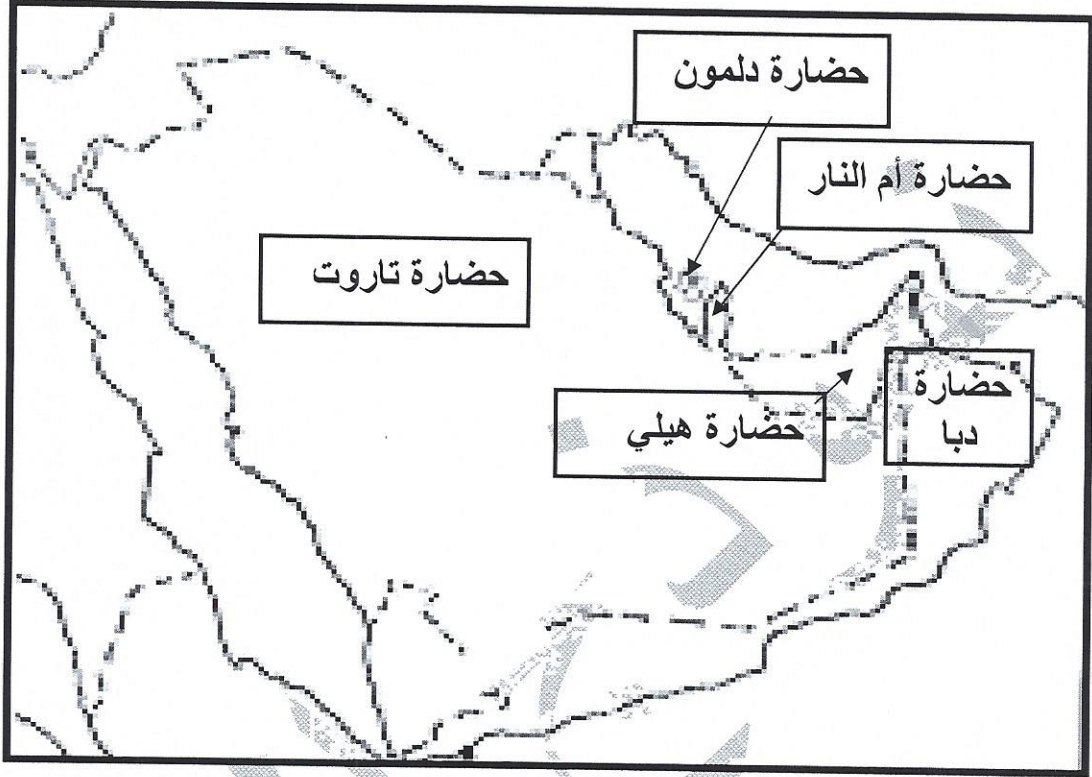 حضارة دلمون
حضارة أم النار
حضارة تاروت
حضارة
دبا
حضارة هيلي